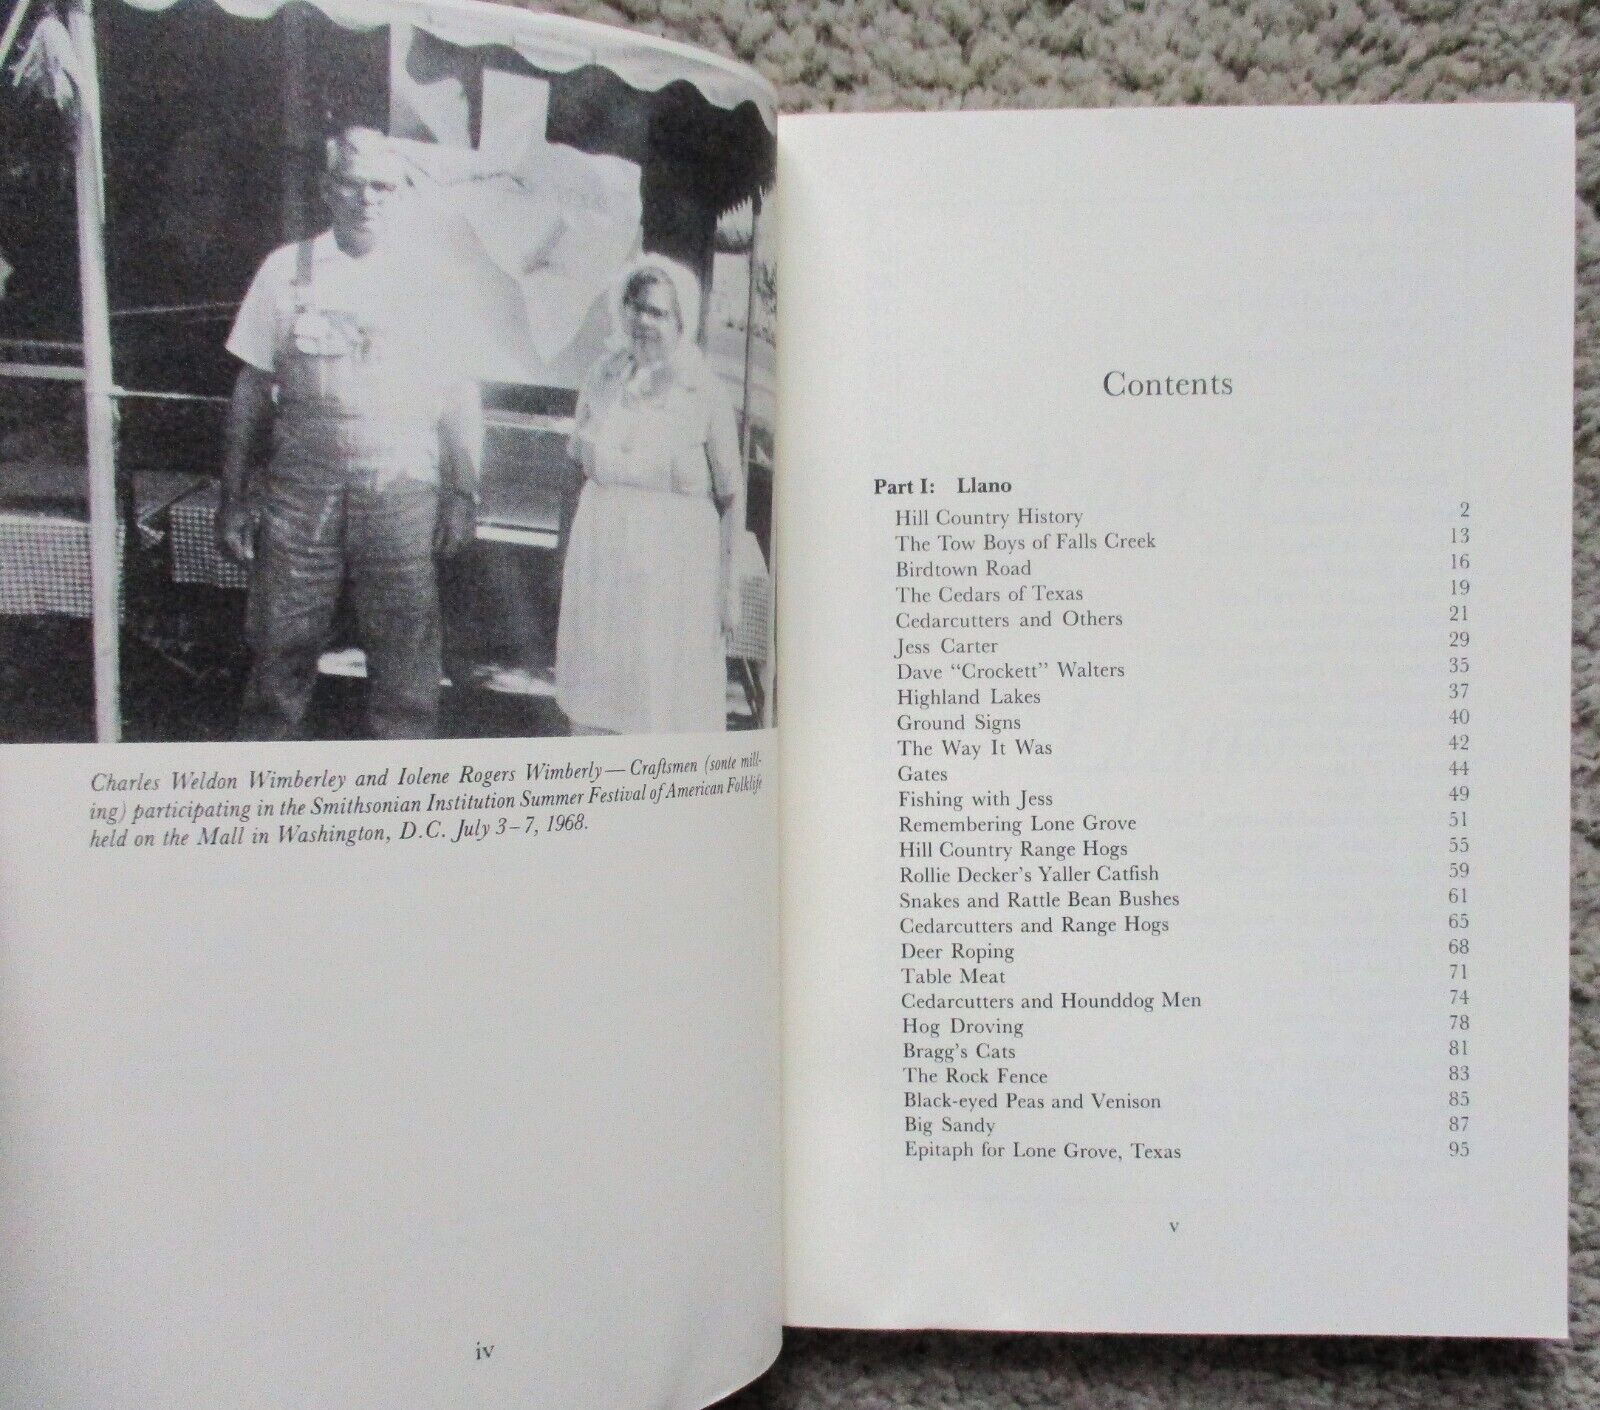 Charles Weldon Wimberley and Iolene Rogers Wimberly — Craftsmen (sonte mill-
ing) participating in the Smithsonian Institution Summer Festival of American Folklife
held on the Mall in Washington, D.C. July 3–7, 1968.
iv
Contents
Part I: Llano
Hill Country History 2
The Tow Boys of Falls Creek 13
Birdtown Road 16
The Cedars of Texas 19
Cedarcutters and Others 21
Jess Carter 29
Dave “Crockett” Walters 35
Highland Lakes 37
Ground Signs 40
The Way It Was 42
Gates 44
Fishing with Jess 49
Remembering Lone Grove 51
Hill Country Range Hogs 55
Rollie Decker’s Yaller Catfish 59
Snakes and Rattle Bean Bushes 61
Cedarcutters and Range Hogs 65
Deer Roping 68
Table Meat 71
Cedarcutters and Hounddog Men 74
Hog Droving 78
Bragg’s Cats 81
The Rock Fence 83
Black-eyed Peas and Venison 85
Big Sandy 87
Epitaph for Lone Grove, Texas 95
v